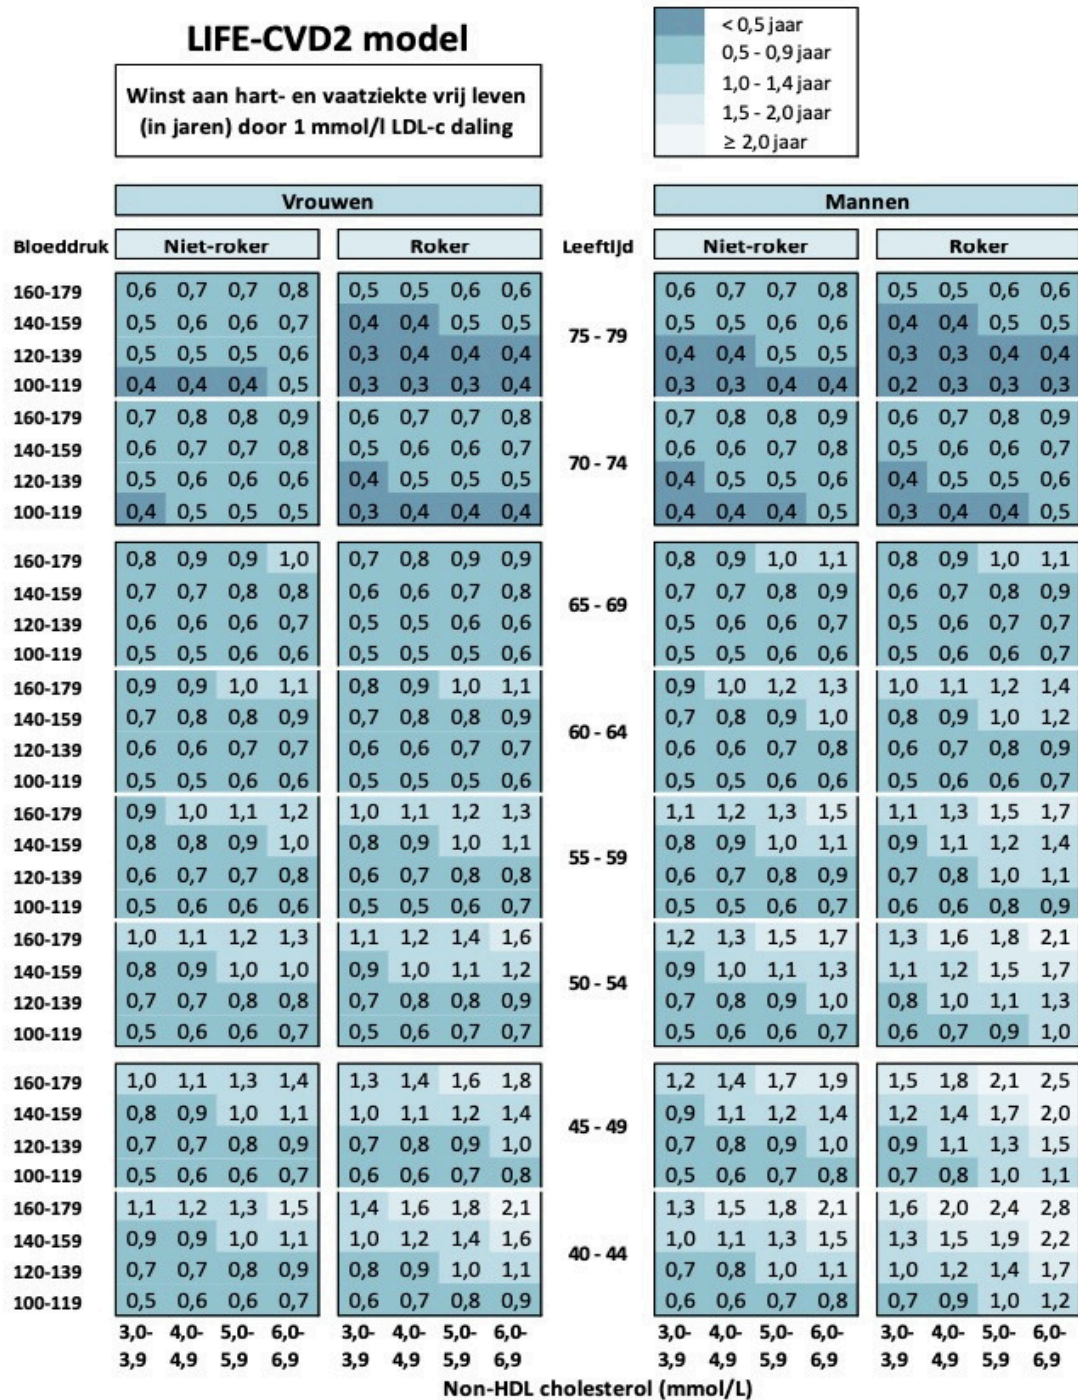 LIFE-CVD2 model
Winst aan hart- en vaatziekte vrij leven
(in jaren) door 1 mmol/l LDL-c daling
< 0,5 jaar
0,5 - 0,9 jaar
1,0 - 1,4 jaar
1,5 - 2,0 jaar
≥ 2,0 jaar
Vrouwen Mannen
Bloeddruk Niet-roker Roker Leeftijd Niet-roker Roker
160-179 0,6 0,7 0,7 0,8 0,5 0,5 0,6 0,6 0,6 0,7 0,7 0,8 0,5 0,5 0,6 0,6
140-159 0,5 0,6 0,6 0,7 0,4 0,4 0,5 0,5 0,5 0,5 0,6 0,6 0,4 0,4 0,5 0,5
75 - 79
120-139 0,5 0,5 0,5 0,6 0,3 0,4 0,4 0,4 0,4 0,4 0,5 0,5 0,3 0,3 0,4 0,4
100-119 0,4 0,4 0,4 0,5 0,3 0,3 0,3 0,4 0,3 0,3 0,4 0,4 0,2 0,3 0,3 0,3
160-179 0,7 0,8 0,8 0,9 0,6 0,7 0,7 0,8 0,7 0,8 0,8 0,9 0,6 0,7 0,8 0,9
140-159 0,6 0,7 0,7 0,8 0,5 0,6 0,6 0,7 0,6 0,6 0,7 0,8 0,5 0,6 0,6 0,7
70 - 74
120-139 0,5 0,6 0,6 0,6 0,4 0,5 0,5 0,5 0,4 0,5 0,5 0,6 0,4 0,5 0,5 0,6
100-119 0,4 0,5 0,5 0,5 0,3 0,4 0,4 0,4 0,4 0,4 0,4 0,5 0,3 0,4 0,4 0,5
160-179 0,8 0,9 0,9 1,0 0,7 0,8 0,9 0,9 0,8 0,9 1,0 1,1 0,8 0,9 1,0 1,1
140-159 0,7 0,7 0,8 0,8 0,6 0,6 0,7 0,8 0,7 0,7 0,8 0,9 0,6 0,7 0,8 0,9
65 - 69
120-139 0,6 0,6 0,6 0,7 0,5 0,5 0,6 0,6 0,5 0,6 0,6 0,7 0,5 0,6 0,7 0,7
100-119 0,5 0,5 0,6 0,6 0,5 0,5 0,5 0,6 0,5 0,5 0,6 0,6 0,5 0,6 0,6 0,7
160-179 0,9 0,9 1,0 1,1 0,8 0,9 1,0 1,1 0,9 1,0 1,2 1,3 1,0 1,1 1,2 1,4
140-159 0,7 0,8 0,8 0,9 0,7 0,8 0,8 0,9 0,7 0,8 0,9 1,0 0,8 0,9 1,0 1,2
60 - 64
120-139 0,6 0,6 0,7 0,7 0,6 0,6 0,7 0,7 0,6 0,6 0,7 0,8 0,6 0,7 0,8 0,9
100-119 0,5 0,5 0,6 0,6 0,5 0,5 0,5 0,6 0,5 0,5 0,6 0,6 0,5 0,6 0,6 0,7
160-179 0,9 1,0 1,1 1,2 1,0 1,1 1,2 1,3 1,1 1,2 1,3 1,5 1,1 1,3 1,5 1,7
140-159 0,8 0,8 0,9 1,0 0,8 0,9 1,0 1,1 0,8 0,9 1,0 1,1 0,9 1,1 1,2 1,4
55 - 59
120-139 0,6 0,7 0,7 0,8 0,6 0,7 0,8 0,8 0,6 0,7 0,8 0,9 0,7 0,8 1,0 1,1
100-119 0,5 0,6 0,6 0,6 0,5 0,5 0,6 0,7 0,5 0,5 0,6 0,7 0,6 0,6 0,8 0,9
160-179 1,0 1,1 1,2 1,3 1,1 1,2 1,4 1,6 1,2 1,3 1,5 1,7 1,3 1,6 1,8 2,1
140-159 0,8 0,9 1,0 1,0 0,9 1,0 1,1 1,2 0,9 1,0 1,1 1,3 1,1 1,2 1,5 1,7
50 - 54
120-139 0,7 0,7 0,8 0,8 0,7 0,8 0,8 0,9 0,7 0,8 0,9 1,0 0,8 1,0 1,1 1,3
100-119 0,5 0,6 0,6 0,7 0,5 0,6 0,7 0,7 0,5 0,6 0,6 0,7 0,6 0,7 0,9 1,0
160-179 1,0 1,1 1,3 1,4 1,3 1,4 1,6 1,8 1,2 1,4 1,7 1,9 1,5 1,8 2,1 2,5
140-159 0,8 0,9 1,0 1,1 1,0 1,1 1,2 1,4 0,9 1,1 1,2 1,4 1,2 1,4 1,7 2,0
45 - 49
120-139 0,7 0,7 0,8 0,9 0,7 0,8 0,9 1,0 0,7 0,8 0,9 1,0 0,9 1,1 1,3 1,5
100-119 0,5 0,6 0,6 0,7 0,6 0,6 0,7 0,8 0,5 0,6 0,7 0,8 0,7 0,8 1,0 1,1
160-179 1,1 1,2 1,3 1,5 1,4 1,6 1,8 2,1 1,3 1,5 1,8 2,1 1,6 2,0 2,4 2,8
140-159 0,9 0,9 1,0 1,1 1,0 1,2 1,4 1,6 1,0 1,1 1,3 1,5 1,3 1,5 1,9 2,2
40 - 44
120-139 0,7 0,7 0,8 0,9 0,8 0,9 1,0 1,1 0,7 0,8 1,0 1,1 1,0 1,2 1,4 1,7
100-119 0,5 0,6 0,6 0,7 0,6 0,7 0,8 0,9 0,6 0,6 0,7 0,8 0,7 0,9 1,0 1,2
3,0- 4,0- 5,0- 6,0- 3,0- 4,0- 5,0- 6,0- 3,0- 4,0- 5,0- 6,0- 3,0- 4,0- 5,0- 6,0-
3,9 4,9 5,9 6,9 3,9 4,9 5,9 6,9 3,9 4,9 5,9 6,9 3,9 4,9 5,9 6,9
Non-HDL cholesterol (mmol/L)